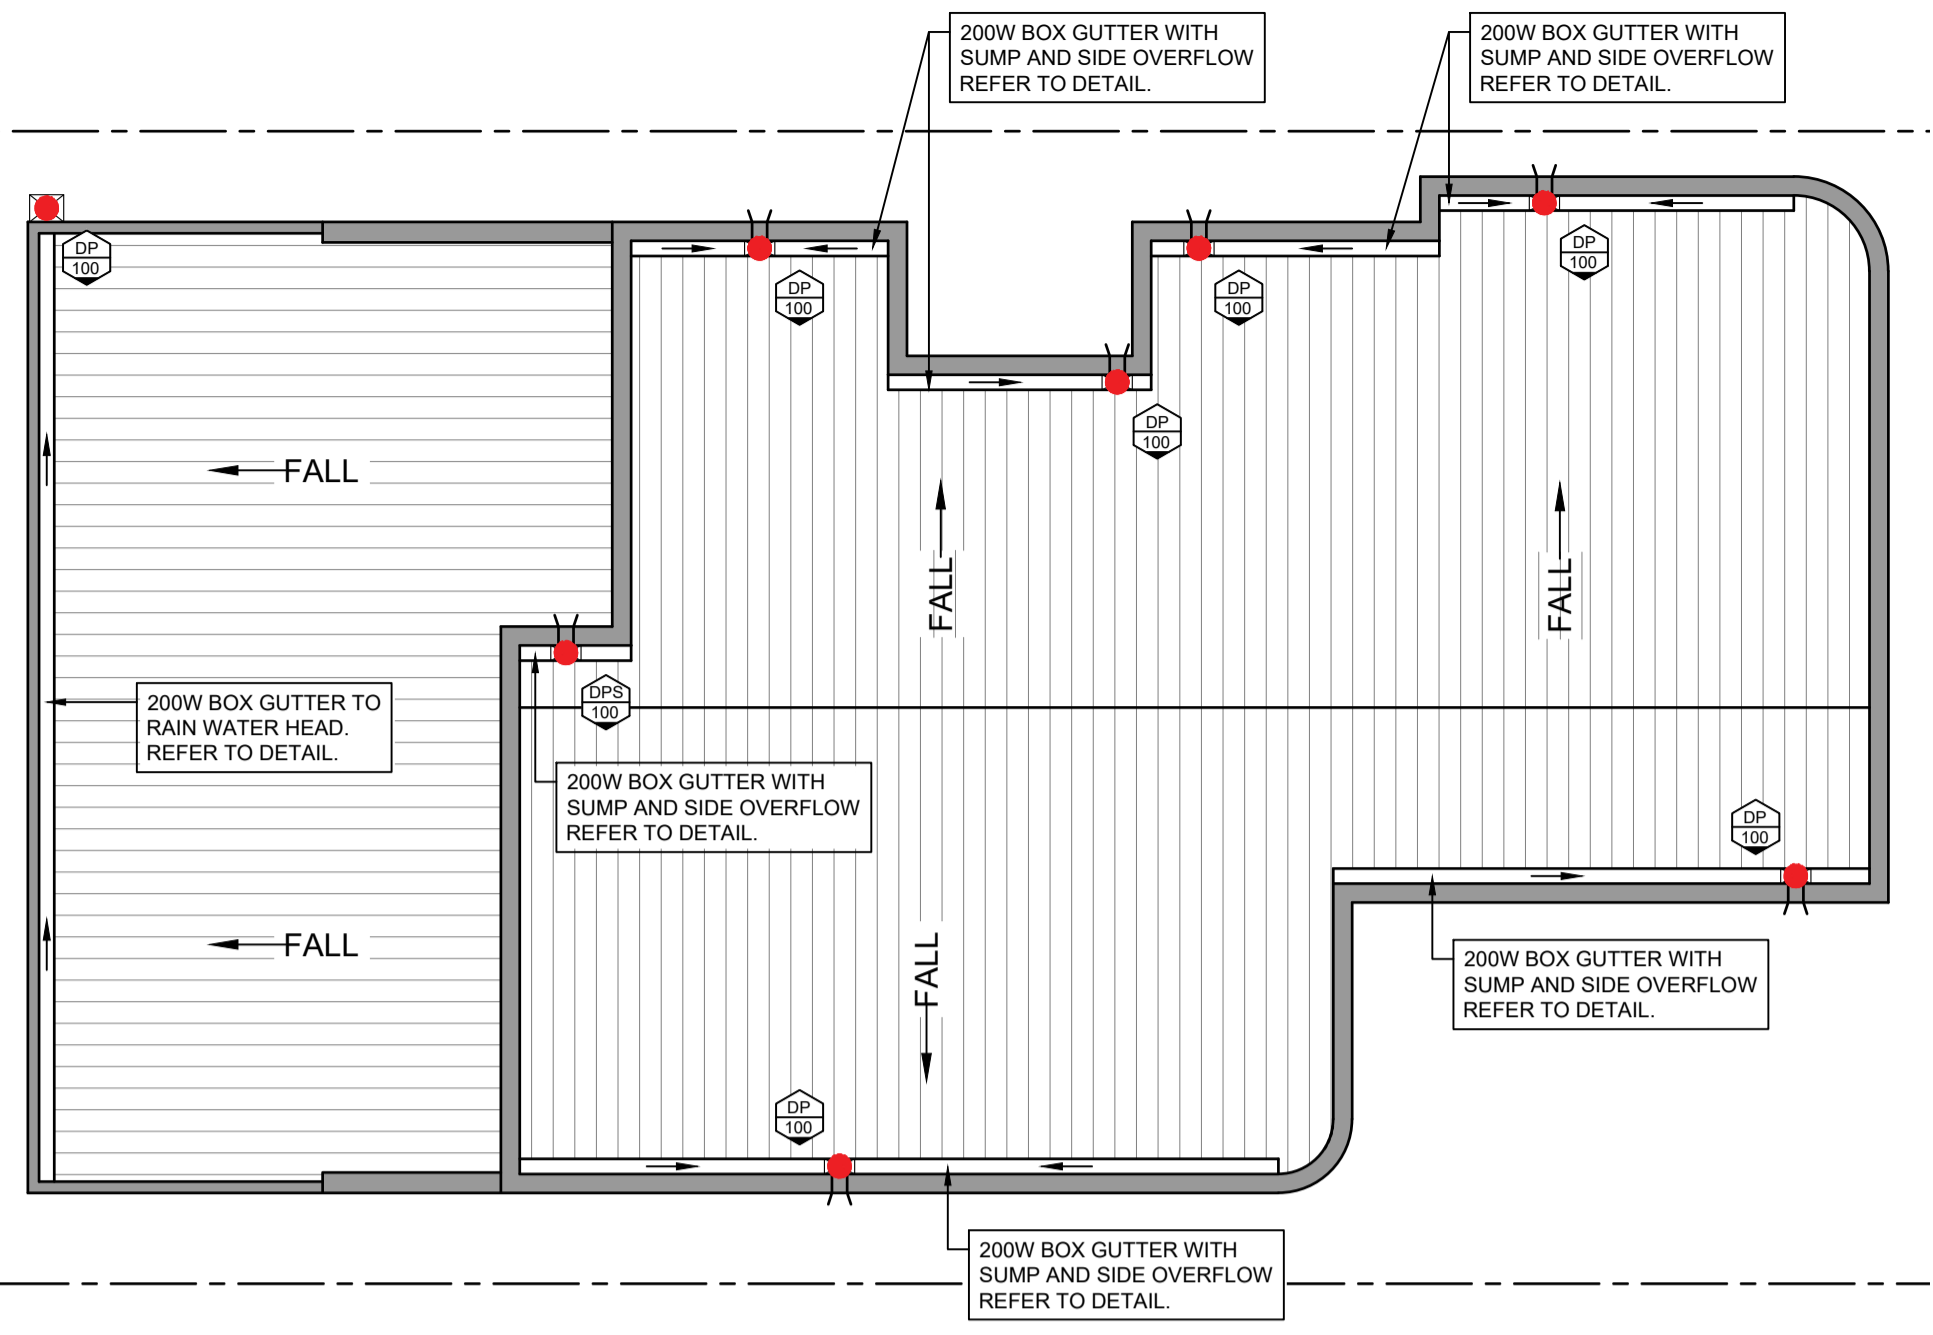 200W BOX GUTTER WITH
SUMP AND SIDE OVERFLOW
REFER TO DETAIL.
200W BOX GUTTER WITH
SUMP AND SIDE OVERFLOW
REFER TO DETAIL.
DP
100
DP
100
DP
100
DP
100
DP
100
FALL
FALL
FALL
DPS
100
200W BOX GUTTER TO
RAIN WATER HEAD.
REFER TO DETAIL.
200W BOX GUTTER WITH
SUMP AND SIDE OVERFLOW
REFER TO DETAIL.
DP
100
FALL
FALL
200W BOX GUTTER WITH
SUMP AND SIDE OVERFLOW
REFER TO DETAIL.
DP
100
200W BOX GUTTER WITH
SUMP AND SIDE OVERFLOW
REFER TO DETAIL.